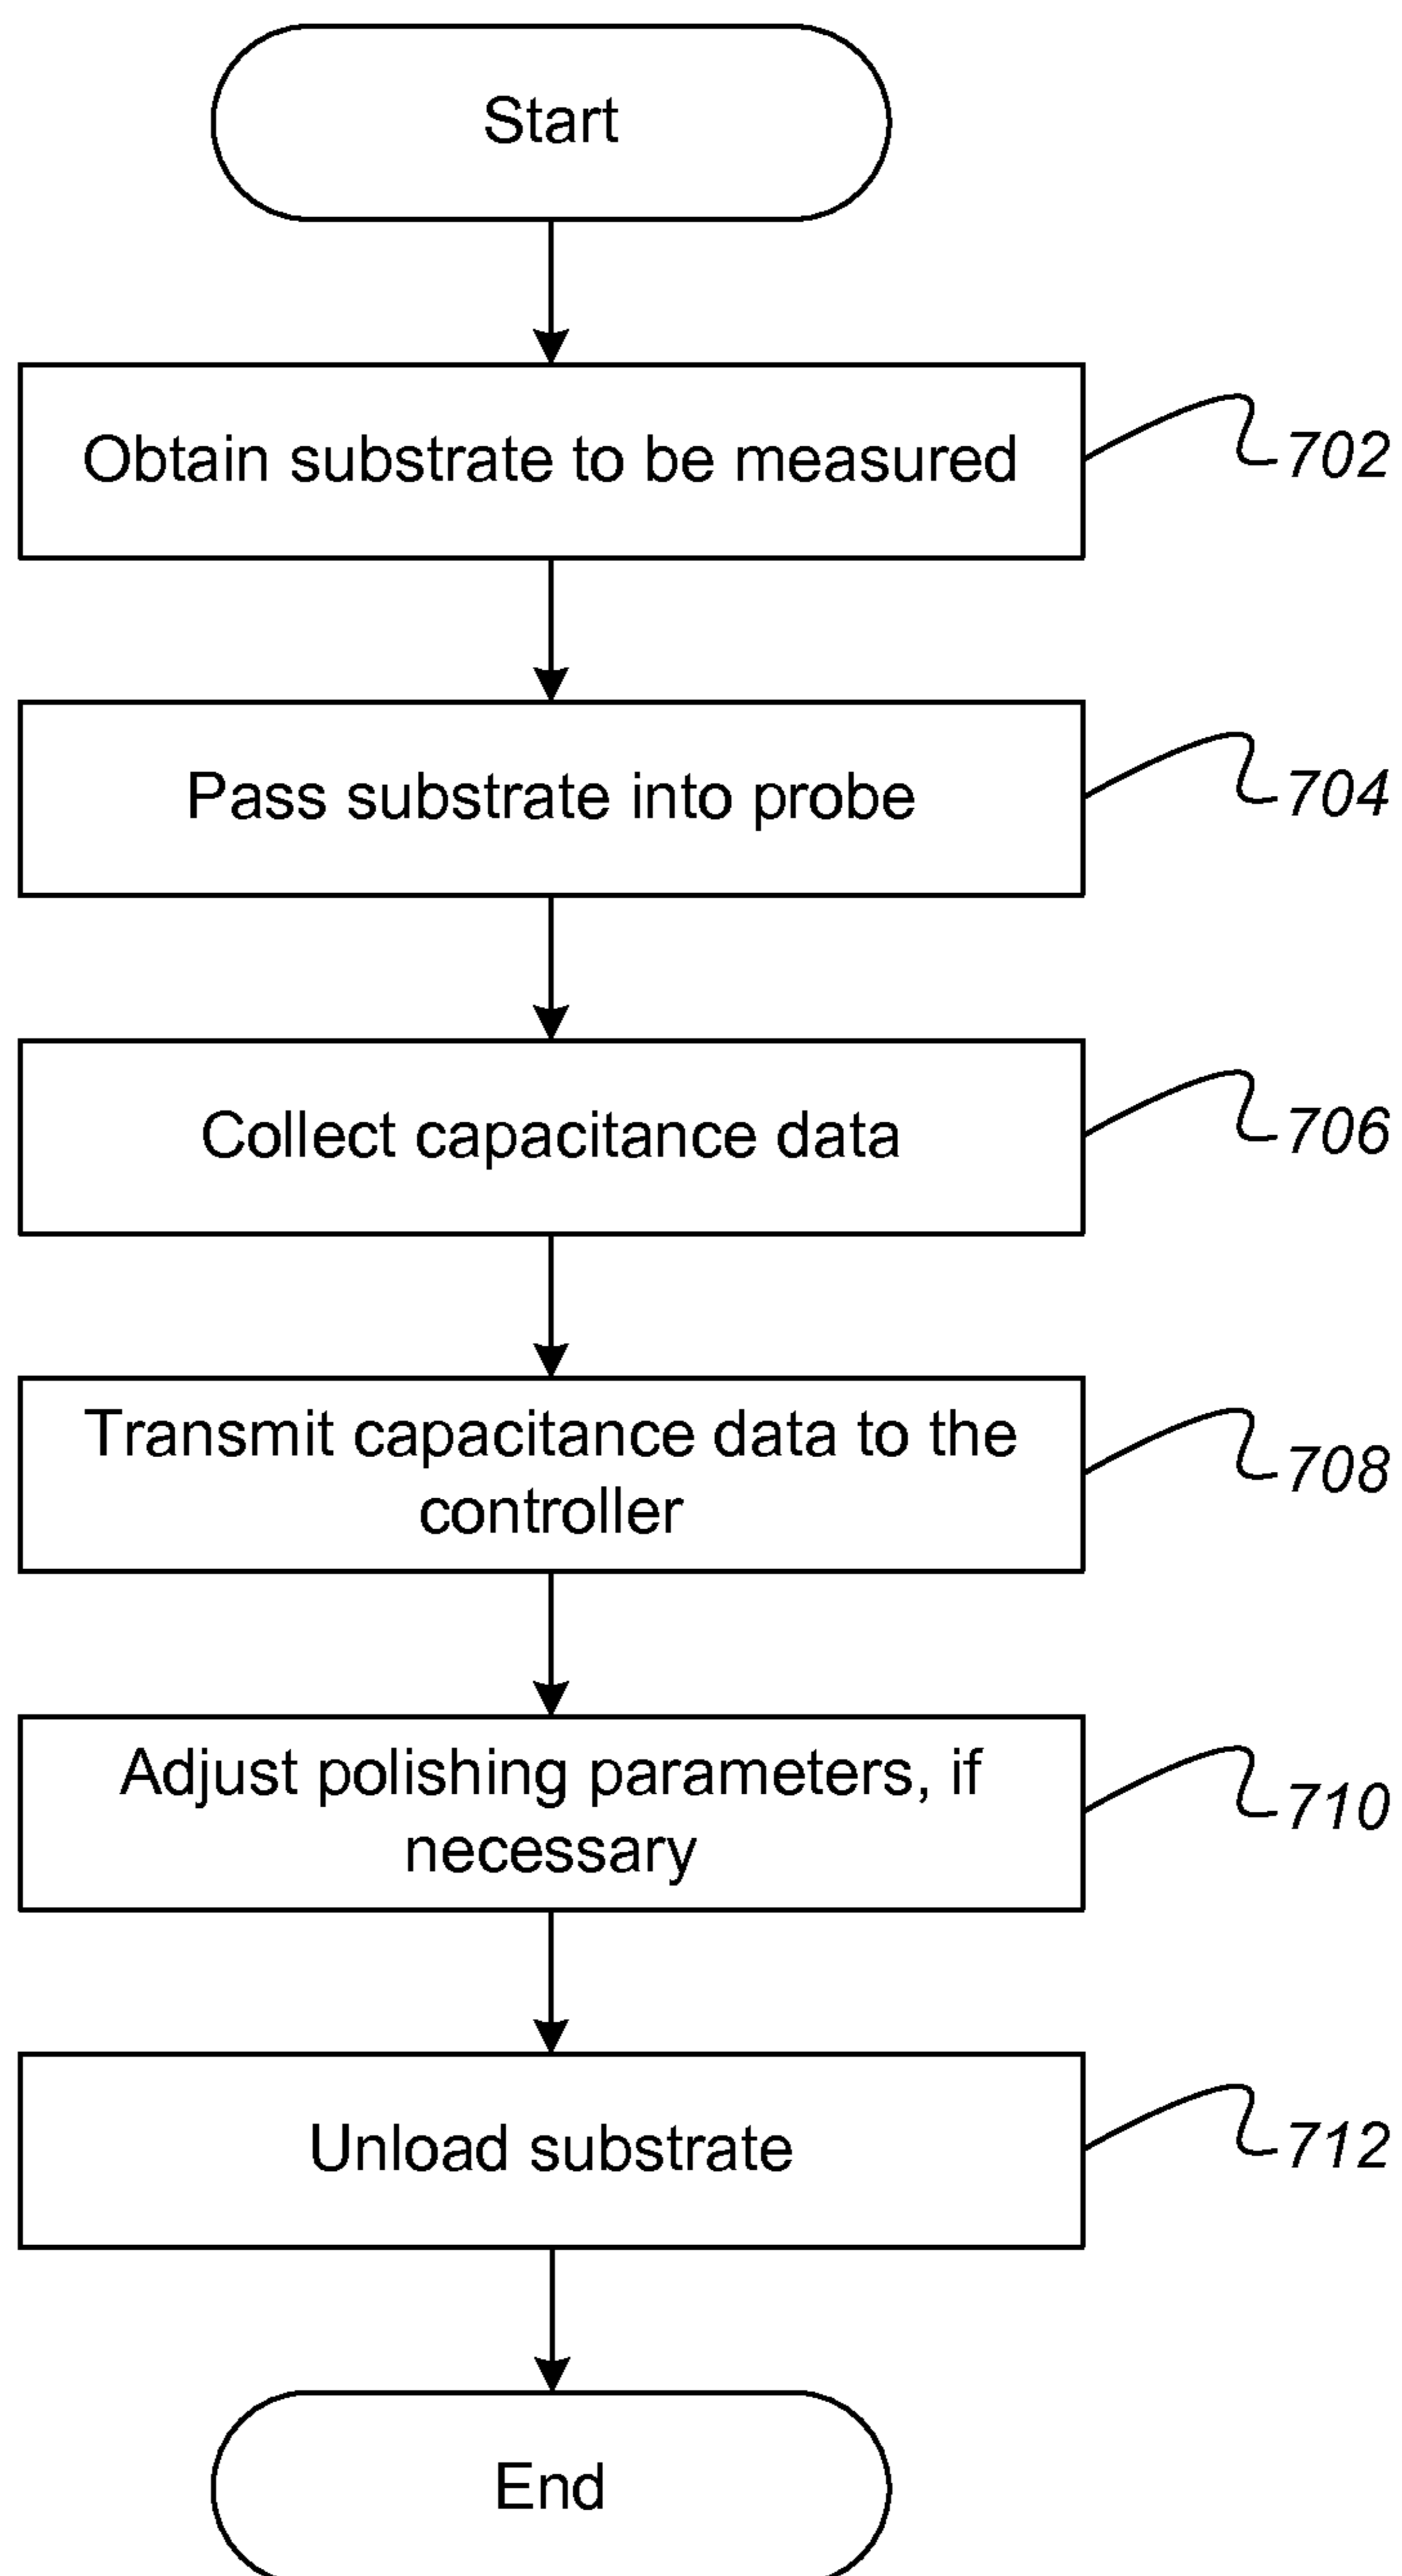 Start
Obtain substrate to be measured
702
Pass substrate into probe
704
Collect capacitance data
706
Transmit capacitance data to the
controller
708
Adjust polishing parameters, if
necessary
710
Unload substrate
712
End